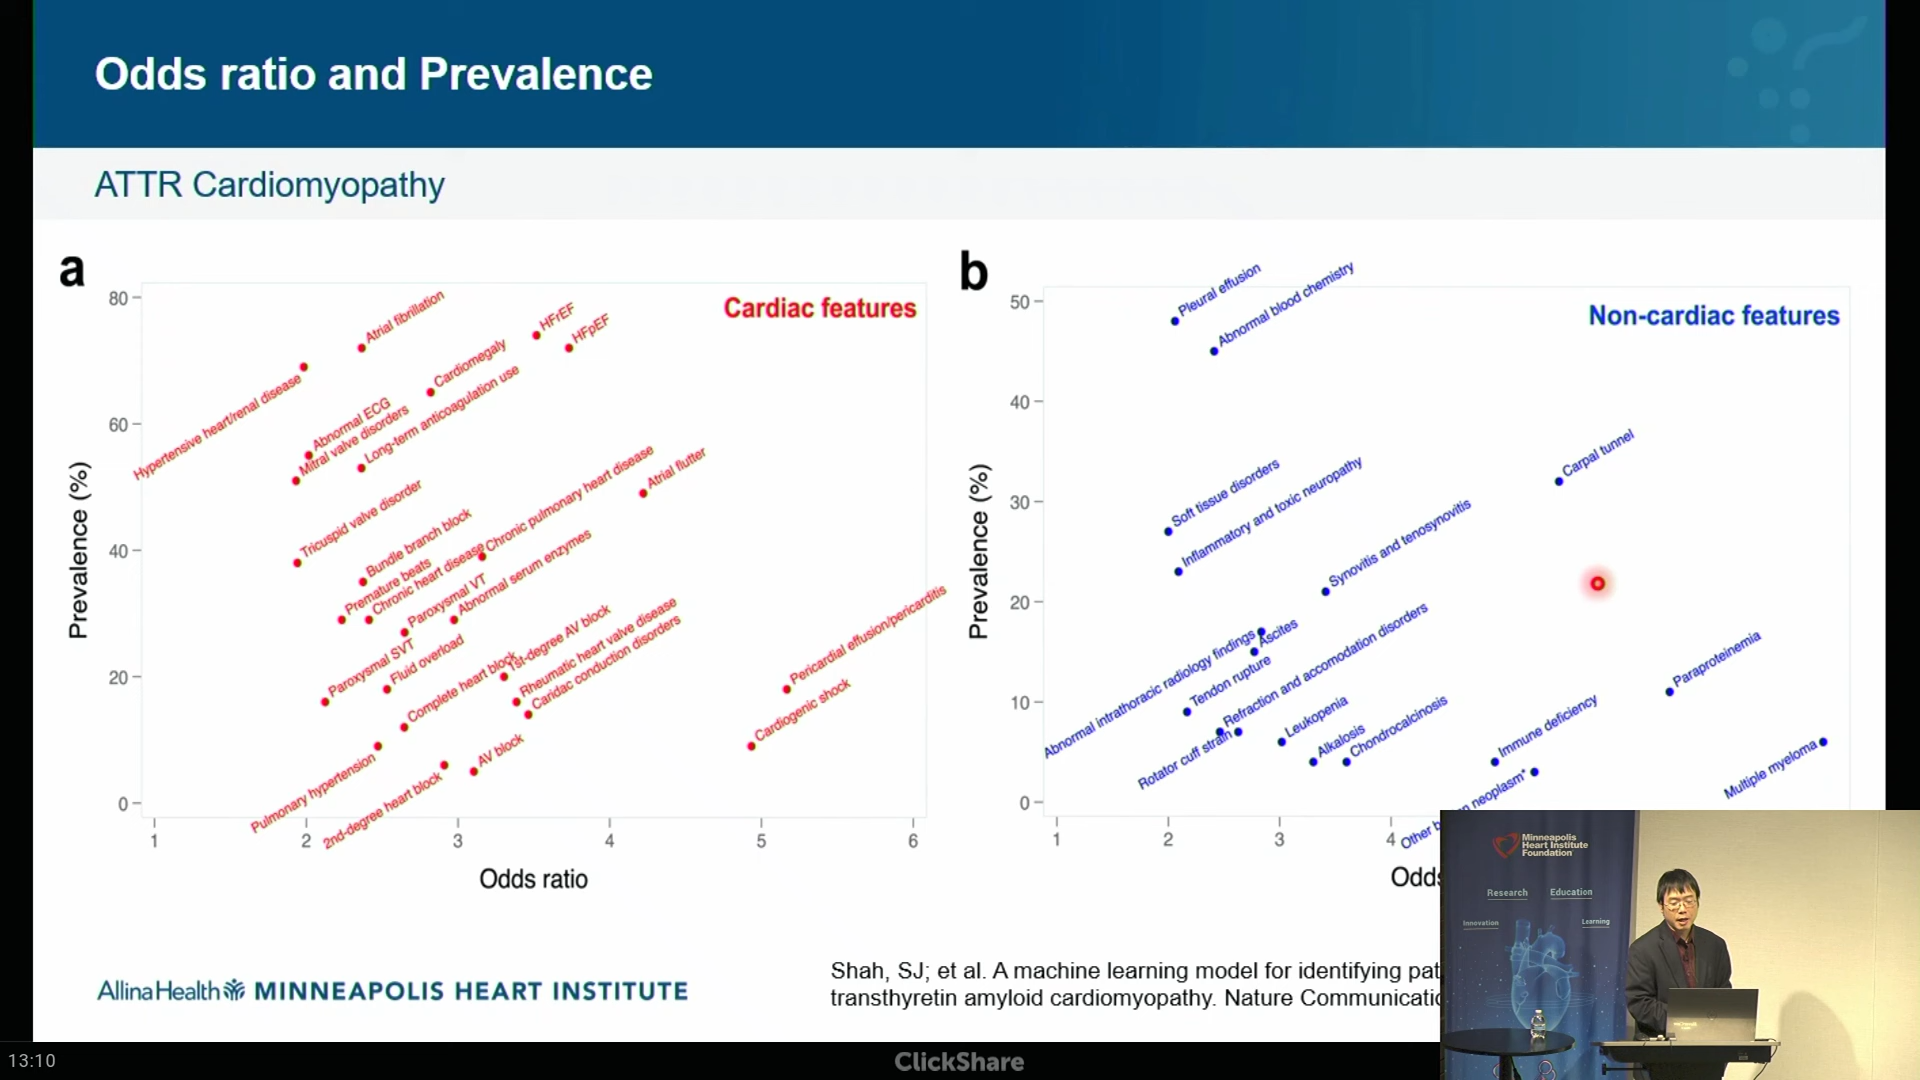 Odds ratio and Prevalence
ATTR Cardiomyopathy
a
Cardiac features
80
60
40
20
0
Prevalence (%)
Atrial fibrillation
HFrEF
HFpEF
Hypertensive heart/renal disease
Cardiomegaly
Abnormal ECG
Mitral valve disorders
Long-term anticoagulation use
Atrial flutter
Tricuspid valve disorder
Chronic pulmonary heart disease
Bundle branch block
Premature beats
Chronic heart disease
Paroxysmal VT
Abnormal serum enzymes
Paroxysmal SVT
Fluid overload
1st-degree AV block
Rheumatic heart valve disease
Caridac conduction disorders
Complete heart block
Pericardial effusion/pericarditis
Cardiogenic shock
Pulmonary hypertension
2nd-degree heart block
AV block
1 2 3 4 5 6
Odds ratio
b
Non-cardiac features
50
40
30
20
10
0
Prevalence (%)
Pleural effusion
Abnormal blood chemistry
Carpal tunnel
Soft tissue disorders
Inflammatory and toxic neuropathy
Synovitis and tenosynovitis
Abnormal intrathoracic radiology findings
Ascites
Tendon rupture
Refraction and accomodation disorders
Rotator cuff strain
Leukopenia
Alkalosis
Chondrocalcinosis
Immune deficiency
Paraproteinemia
Multiple myeloma
Other b
n neoplasm*
1 2 3 4
Odds
AllinaHealth MINNEAPOLIS HEART INSTITUTE
Shah, SJ; et al. A machine learning model for identifying pat
transthyretin amyloid cardiomyopathy. Nature Communicatio
Minneapolis
Heart Institute
Foundation
Research Education
Innovation Learning
13:10
ClickShare